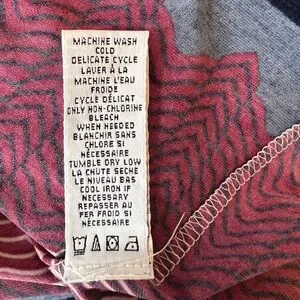 MACHINE WASH
COLD
DELICATE CYCLE
LAVER À LA
MACHINE L'EAU
FROIDE
CYCLE DÉLICAT
ONLY NON-CHLORINE
BLEACH
WHEN NEEDED
BLANCHIR SANS
CHLORE SI
NÉCESSAIRE
TUMBLE DRY LOW
LA CHUTE SÈCHE
LE NIVEAU BAS
COOL IRON IF
NECESSARY
REPASSER AU
FER FROID SI
NÉCESSAIRE